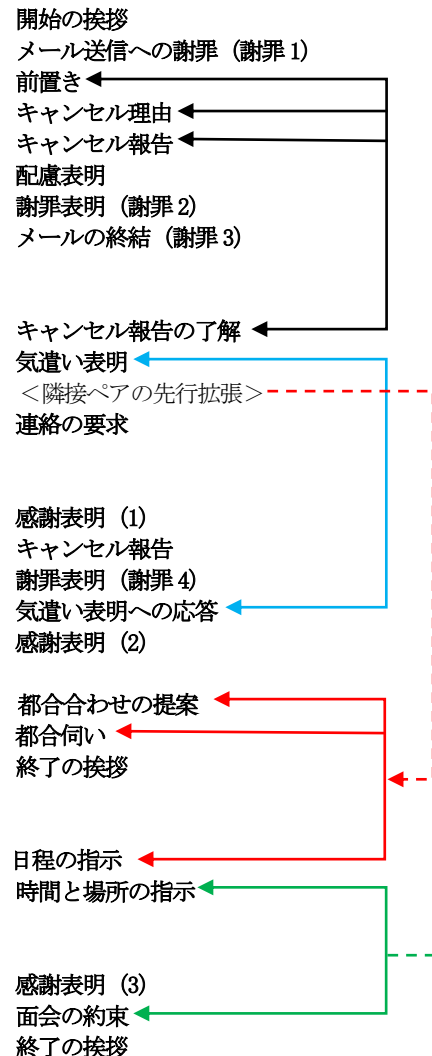 開始の挨拶
メール送信への謝罪（謝罪1）
前置き
キャンセル理由
キャンセル報告
配慮表明
謝罪表明（謝罪2）
メールの終結（謝罪3）
キャンセル報告の了解
気遣い表明
＜隣接ペアの先行拡張＞
連絡の要求
感謝表明（1）
キャンセル報告
謝罪表明（謝罪4）
気遣い表明への応答
感謝表明（2）
都合合わせの提案
都合伺い
終了の挨拶
日程の指示
時間と場所の指示
感謝表明（3）
面会の約束
終了の挨拶